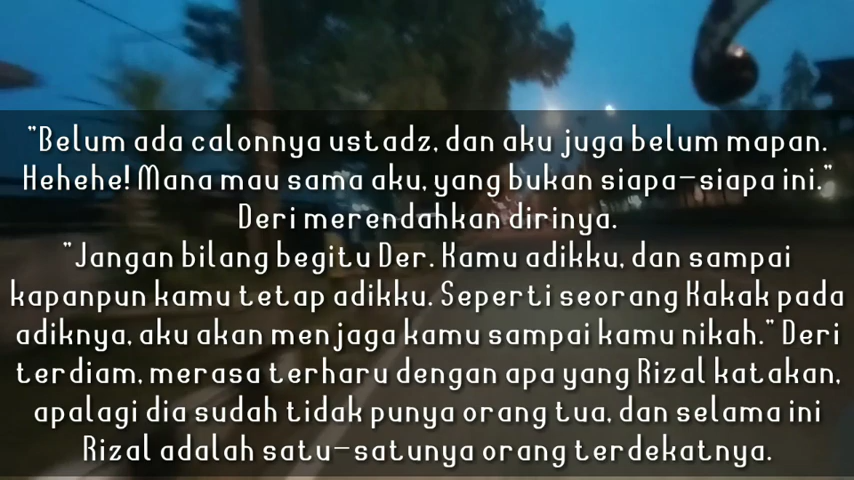 "Belum ada calonnya ustadz, dan aku juga belum mapan.
Hehehe! Mana mau sama aku, yang bukan siapa-siapa ini."
Deri merendahkan dirinya.
"Jangan bilang begitu Der. Kamu adikku, dan sampai
kapanpun kamu tetap adikku. Seperti seorang Kakak pada
adiknya, aku akan menjaga kamu sampai kamu nikah." Deri
terdiam, merasa terharu dengan apa yang Rizal katakan,
apalagi dia sudah tidak punya orang tua, dan selama ini
Rizal adalah satu-satunya orang terdekatnya.